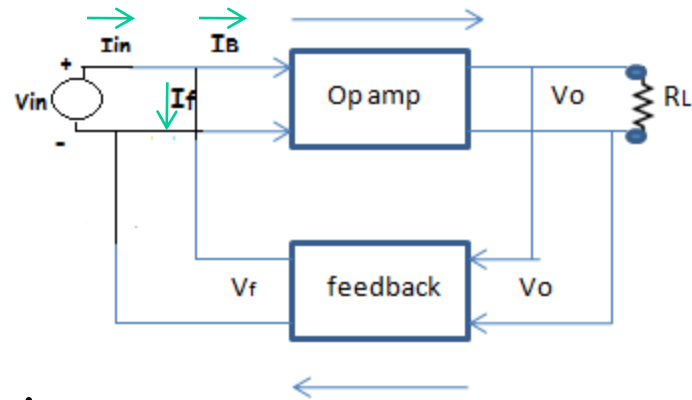 Iin
IB
+
Vin
-
If
Op amp
Vo
RL
Vf
feedback
Vo